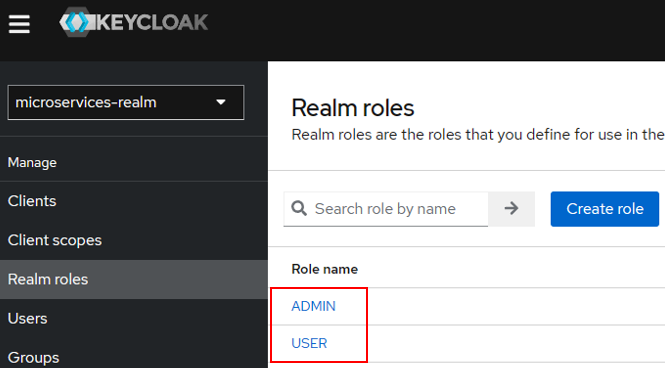 KEYCLOAK
microservices-realm
Manage
Clients
Client scopes
Realm roles
Users
Groups
Realm roles
Realm roles are the roles that you define for use in the
Search role by name
Create role
Role name
ADMIN
USER